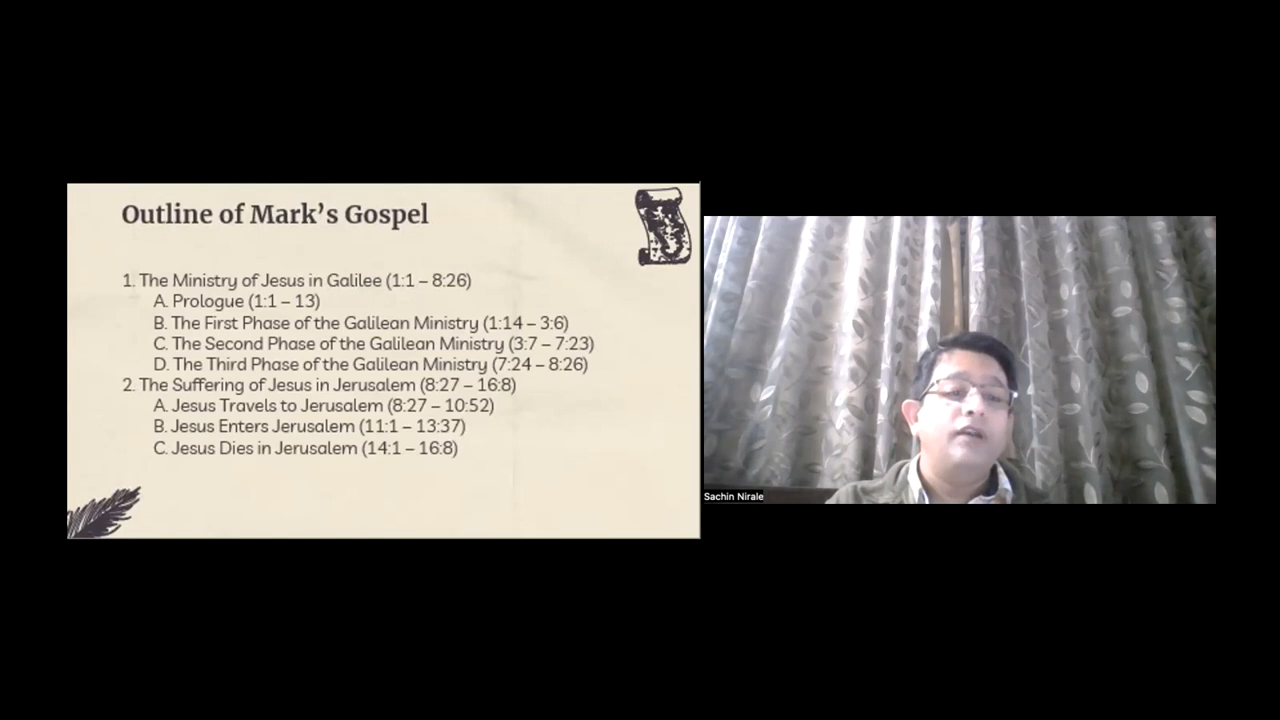 Outline of Mark’s Gospel
1. The Ministry of Jesus in Galilee (1:1 – 8:26)
A. Prologue (1:1 – 13)
B. The First Phase of the Galilean Ministry (1:14 – 3:6)
C. The Second Phase of the Galilean Ministry (3:7 – 7:23)
D. The Third Phase of the Galilean Ministry (7:24 – 8:26)
2. The Suffering of Jesus in Jerusalem (8:27 – 16:8)
A. Jesus Travels to Jerusalem (8:27 – 10:52)
B. Jesus Enters Jerusalem (11:1 – 13:37)
C. Jesus Dies in Jerusalem (14:1 – 16:8)
Sachin Nirale